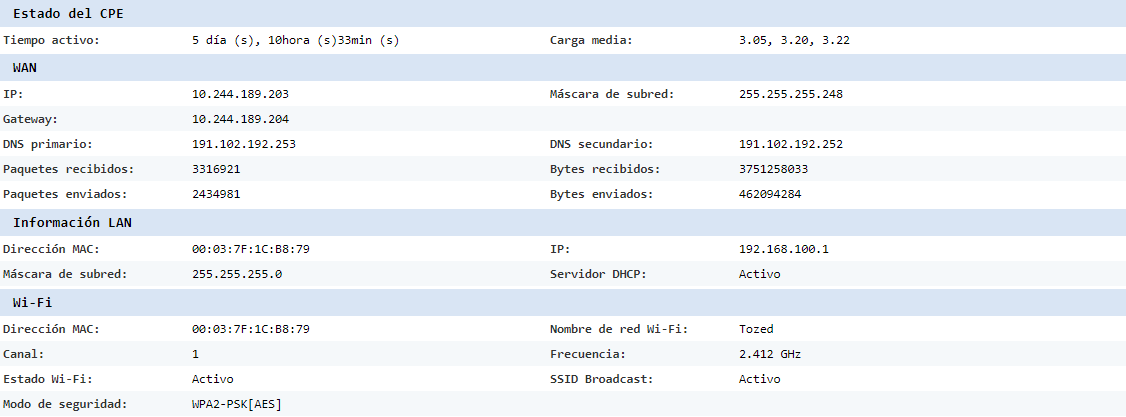 Estado del CPE
Tiempo activo: 5 día (s), 10hora (s)33min (s) Carga media: 3.05, 3.20, 3.22
WAN
IP: 10.244.189.203 Máscara de subred: 255.255.255.248
Gateway: 10.244.189.204
DNS primario: 191.102.192.253 DNS secundario: 191.102.192.252
Paquetes recibidos: 3316921 Bytes recibidos: 3751258033
Paquetes enviados: 2434981 Bytes enviados: 462094284
Información LAN
Dirección MAC: 00:03:7F:1C:B8:79 IP: 192.168.100.1
Máscara de subred: 255.255.255.0 Servidor DHCP: Activo
Wi-Fi
Dirección MAC: 00:03:7F:1C:B8:79 Nombre de red Wi-Fi: Tozed
Canal: 1 Frecuencia: 2.412 GHz
Estado Wi-Fi: Activo SSID Broadcast: Activo
Modo de seguridad: WPA2-PSK[AES]